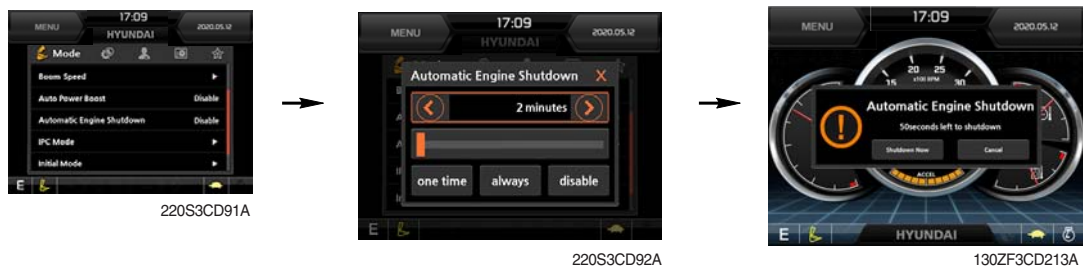 MENU 17:09 2020.05.12
HYUNDAI
Mode
Boom Speed
Auto Power Boost Disable
Automatic Engine Shutdown Disable
IPC Mode
Initial Mode
E
220S3CD91A
MENU 17:09 2020.05.12
HYUNDAI
Automatic Engine Shutdown X
2 minutes
one time always disable
E
220S3CD92A
MENU 17:09 2020.05.12
15 20 25 30
x100 RPM
Automatic Engine Shutdown
50seconds left to shutdown
Shutdown Now Cancel
ACCEL
E HYUNDAI
130ZF3CD213A